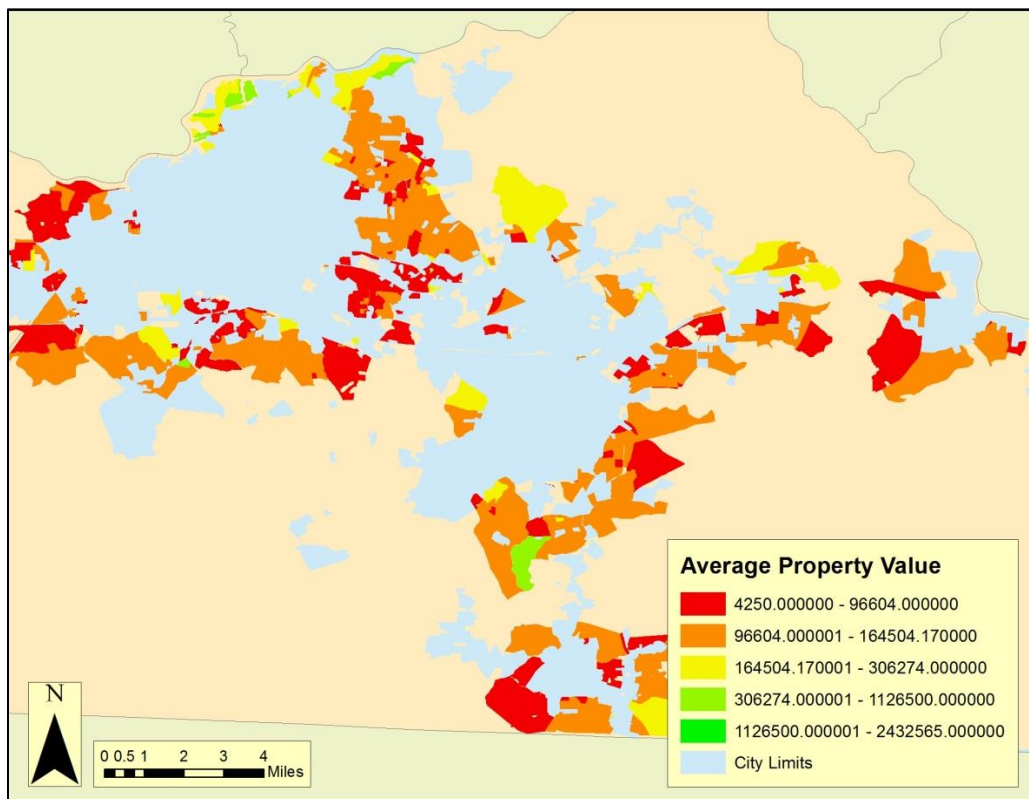 Average Property Value
4250.000000 - 96604.000000
96604.000001 - 164504.170000
164504.170001 - 306274.000000
306274.000001 - 1126500.000000
1126500.000001 - 2432565.000000
City Limits
N
0 0.5 1 2 3 4
Miles